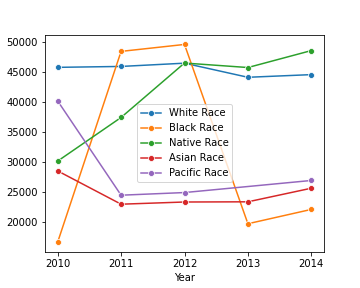 50000
45000
40000
35000
30000
25000
20000
White Race
Black Race
Native Race
Asian Race
Pacific Race
2010 2011 2012 2013 2014
Year